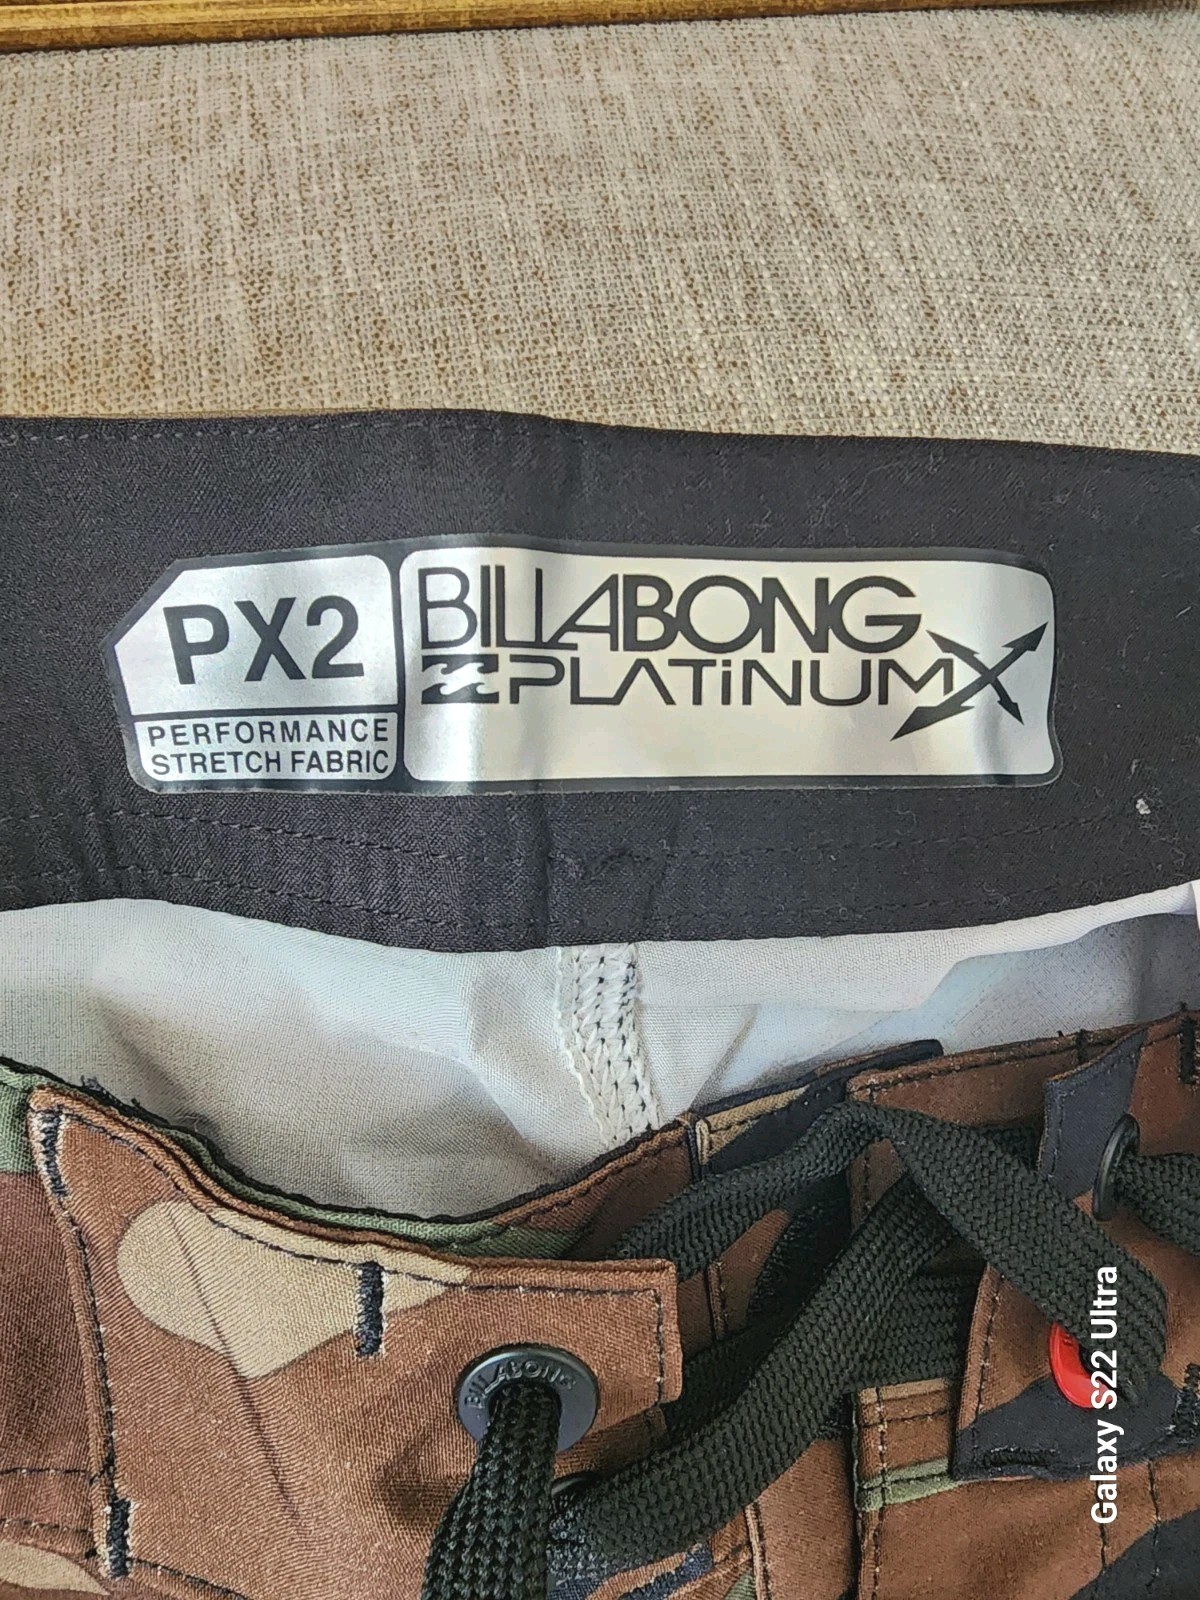 PX2
PERFORMANCE
STRETCH FABRIC
BILLABONG
PLATiNUM X
BILLABONG
Galaxy S22 Ultra